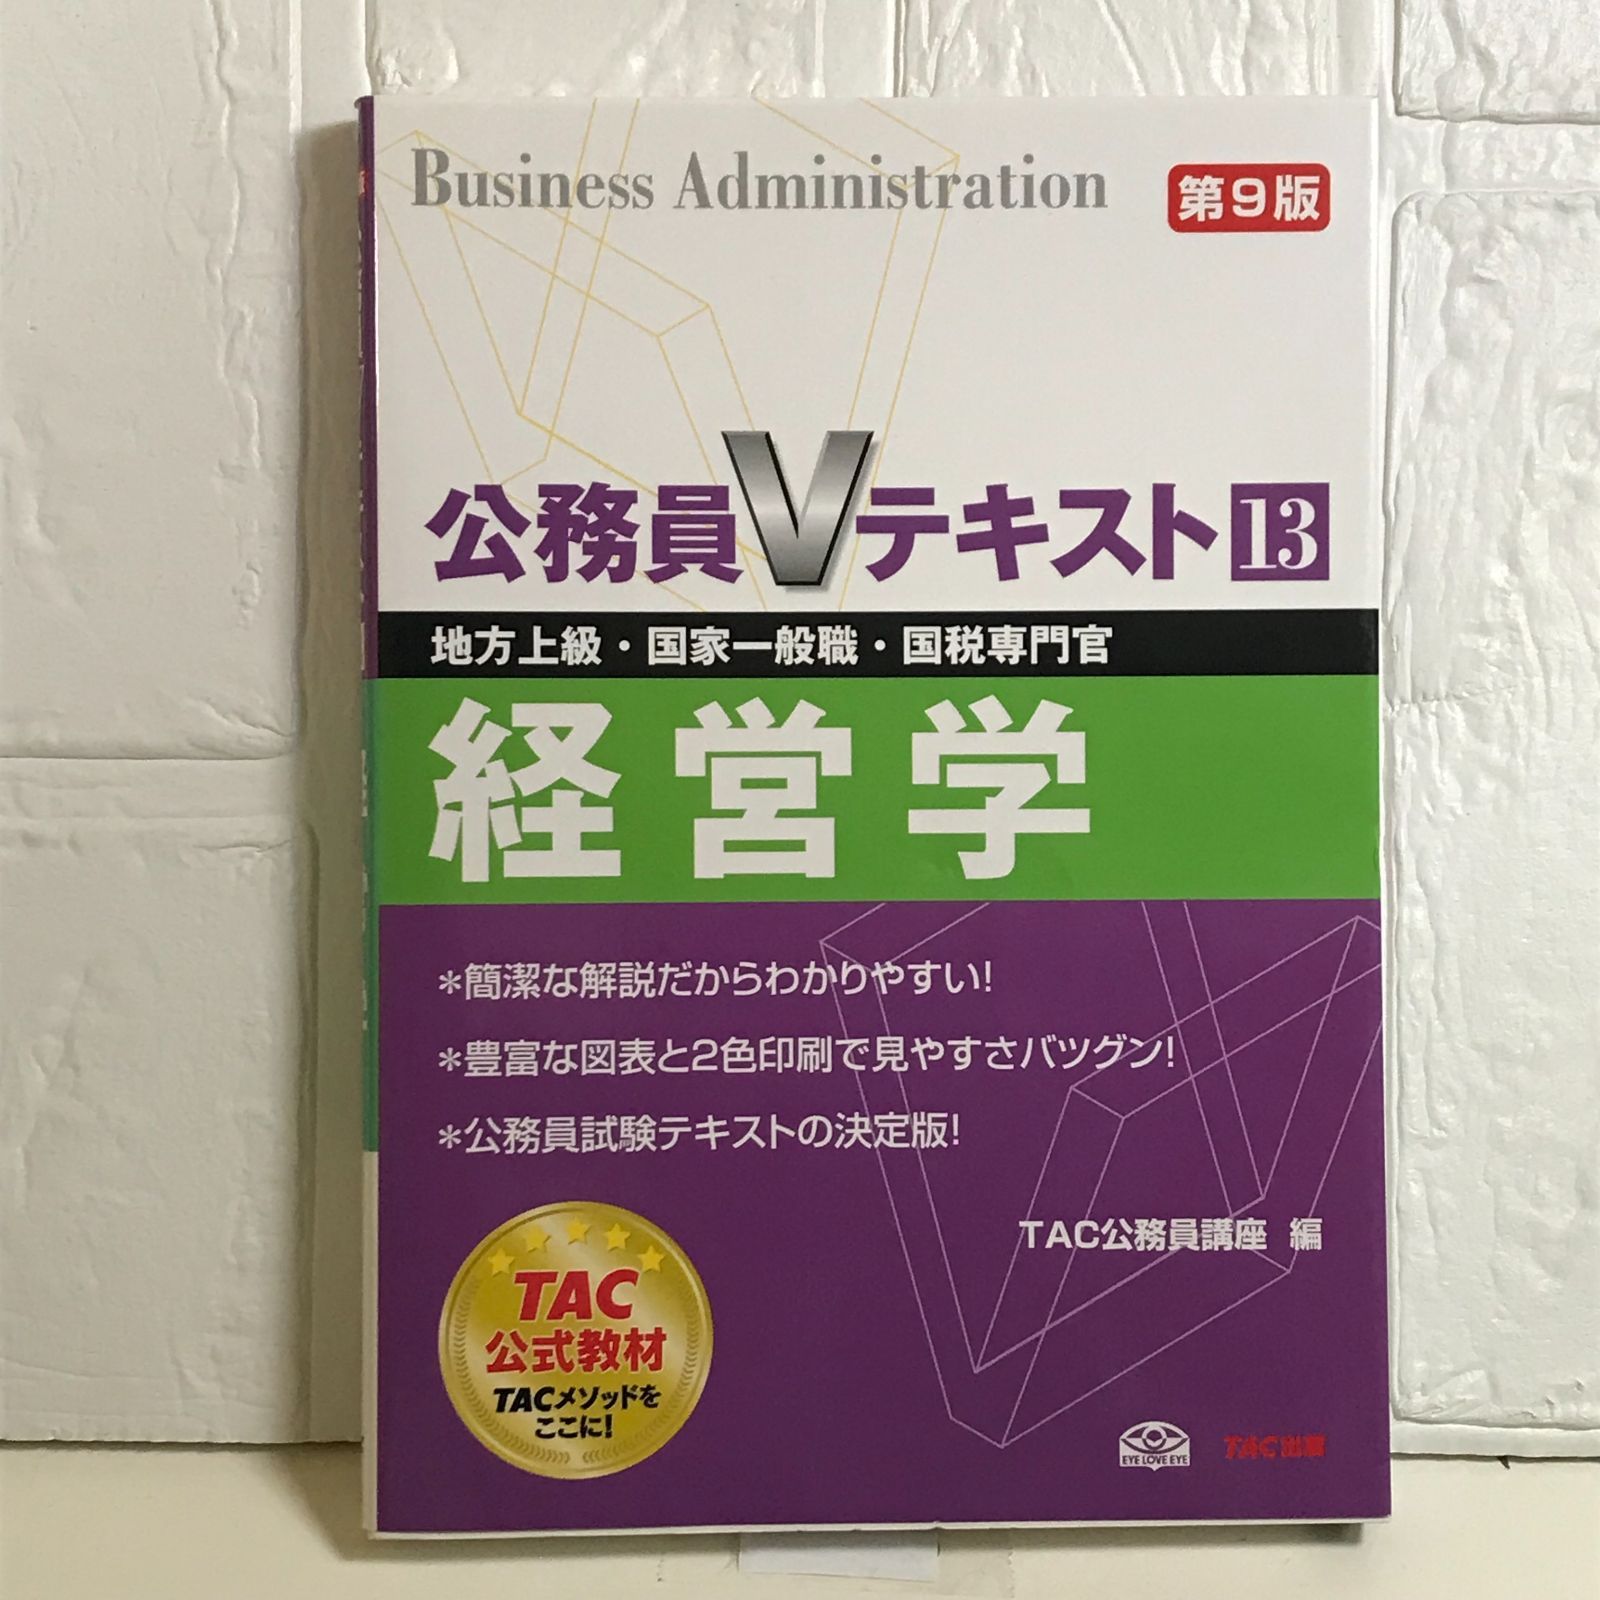 Business Administration
第9版
公務員Vテキスト13
地方上級・国家一般職・国税専門官
経営学
＊簡潔な解説だからわかりやすい!
＊豊富な図表と2色印刷で見やすさバツグン!
＊公務員試験テキストの決定版!
TAC公務員講座 編
TAC
公式教材
TACメソッドを
ここに!
EYE LOVE EYE
TAC出版